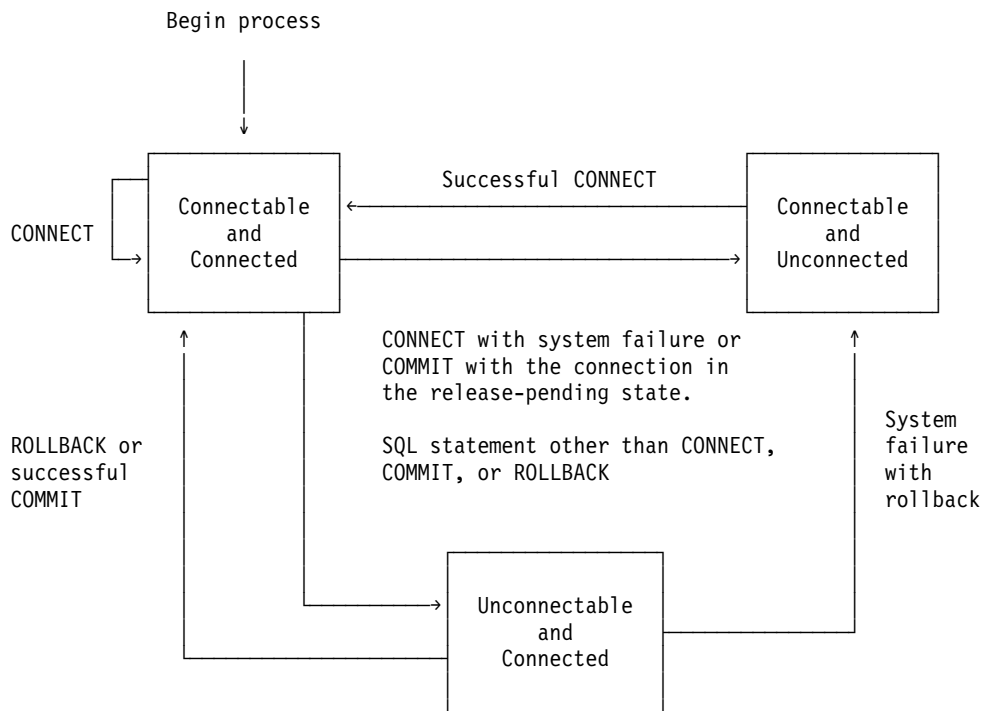 Begin process
Successful CONNECT
Connectable
and
Connected
CONNECT
Connectable
and
Unconnected
CONNECT with system failure or
COMMIT with the connection in
the release-pending state.
ROLLBACK or
successful
COMMIT
SQL statement other than CONNECT,
COMMIT, or ROLLBACK
System
failure
with
rollback
Unconnectable
and
Connected